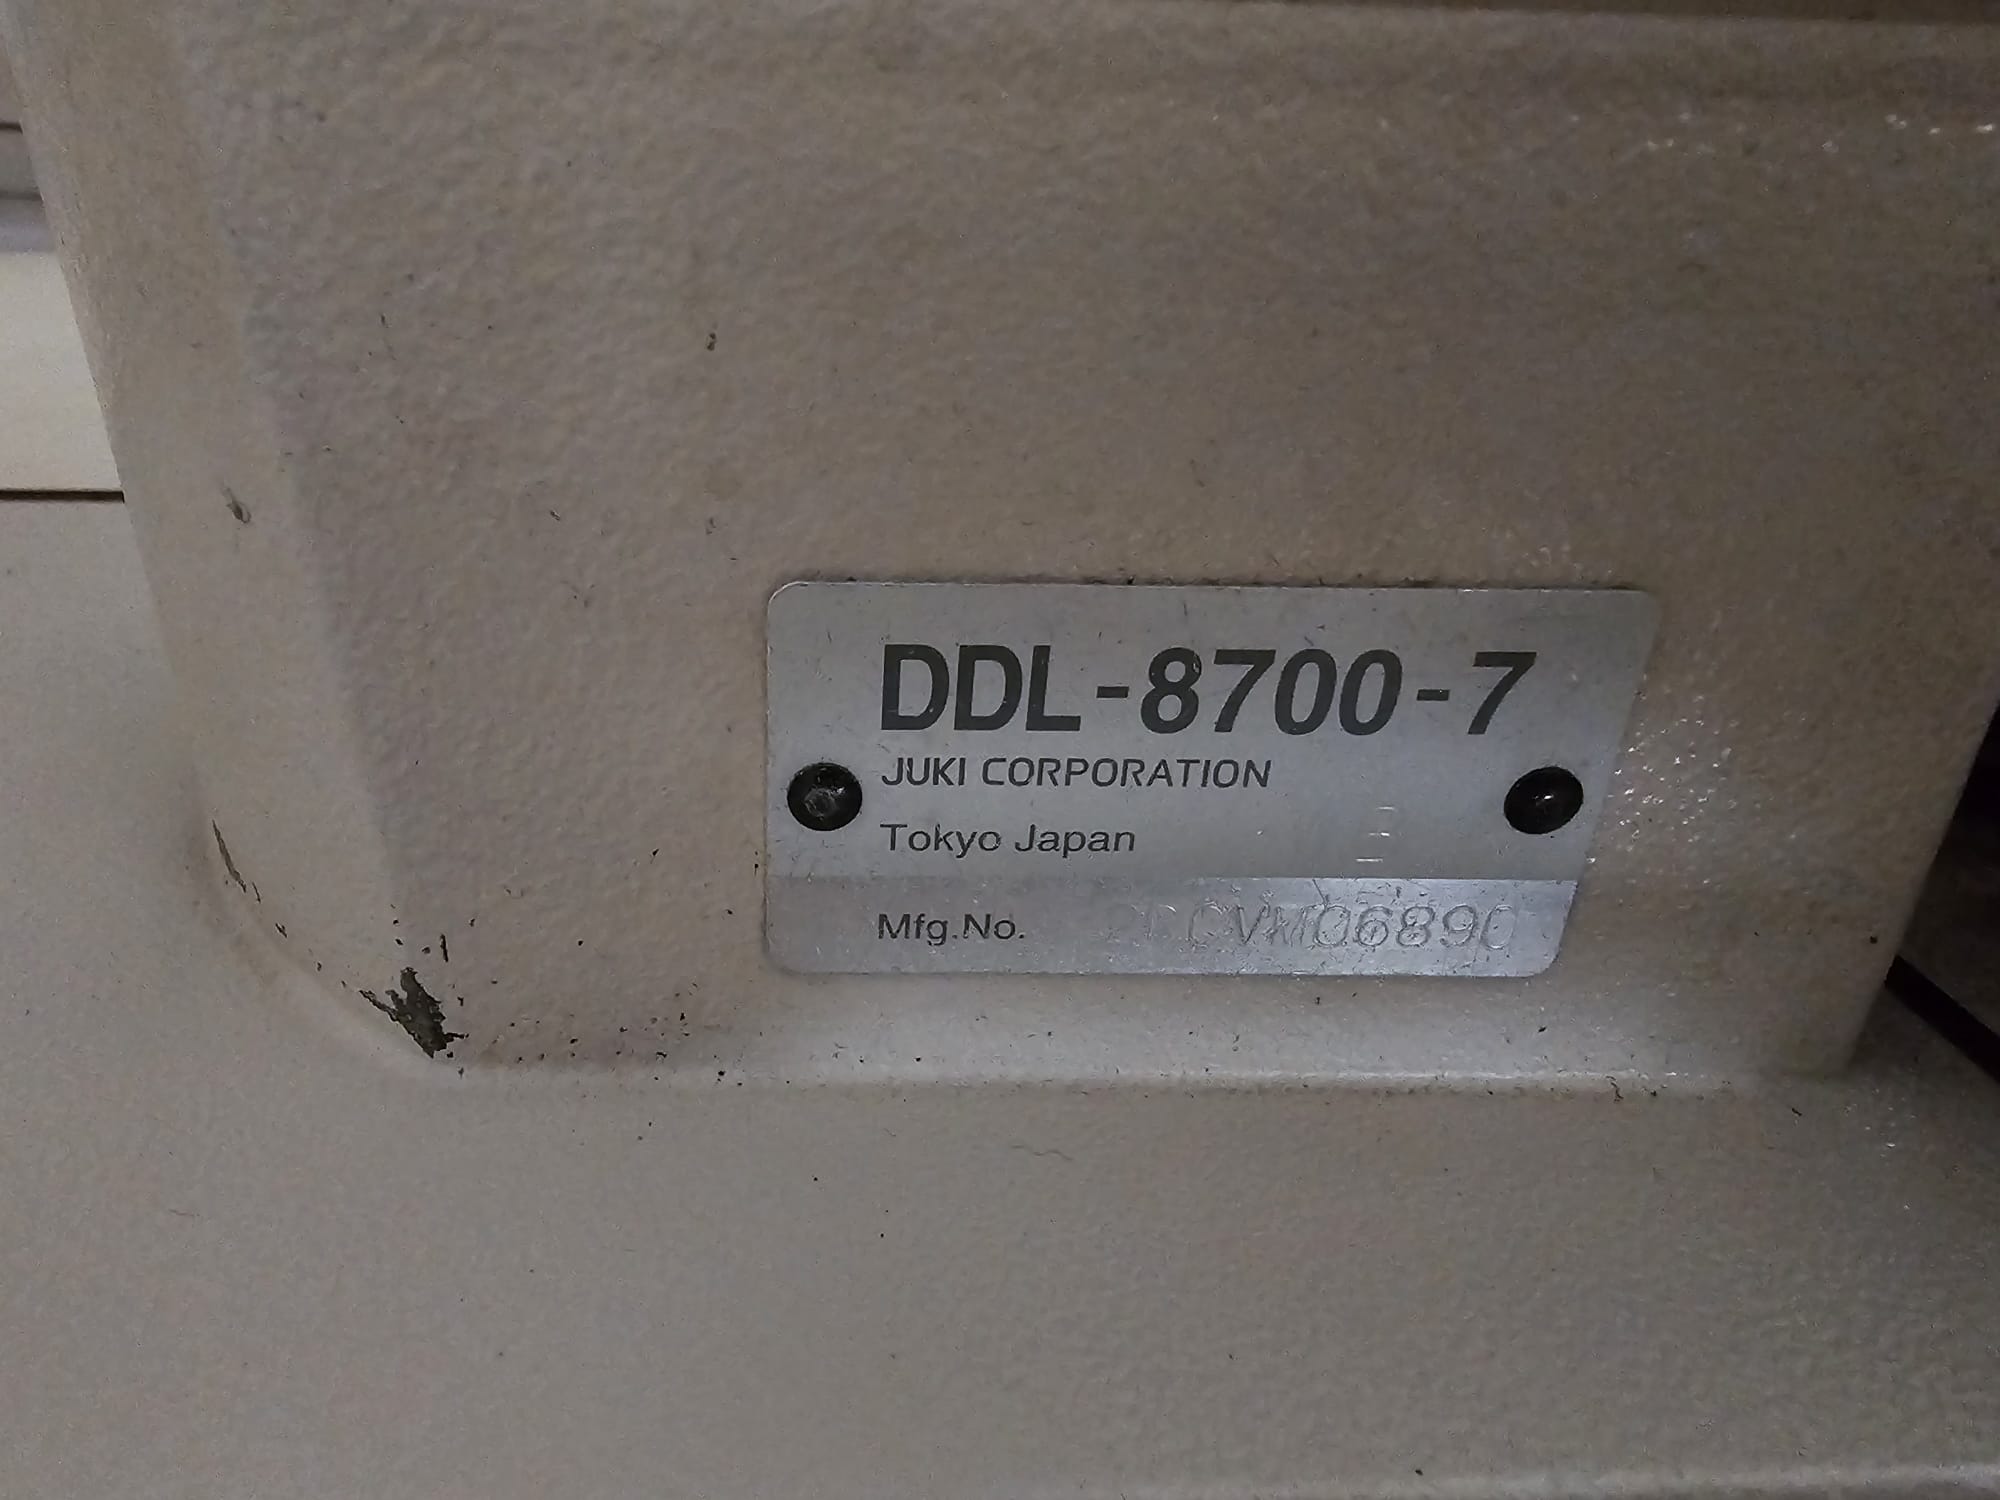 DDL-8700-7
JUKI CORPORATION
Tokyo Japan
Mfg.No.